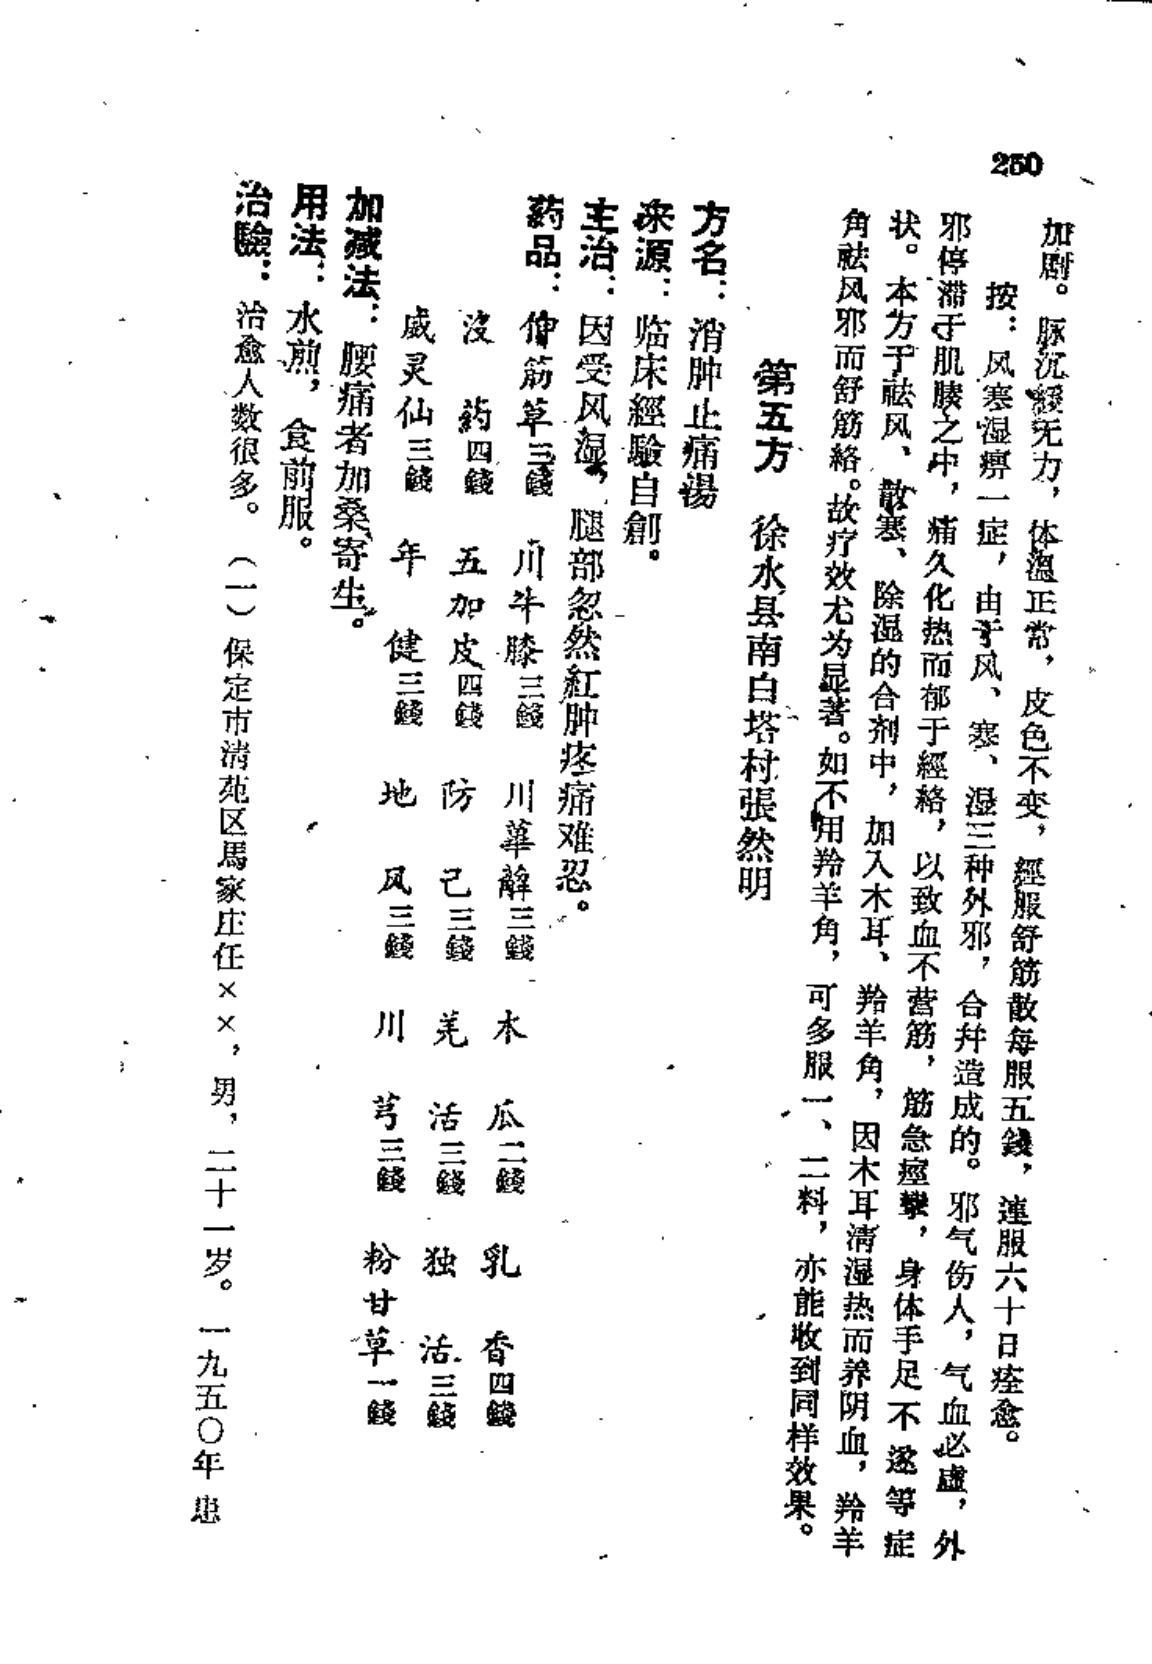 250
加剧。脉沉緩无力，体溫正常，皮色不变，經服舒筋散每服五錢，連服六十日痊愈。
按：风寒湿痹一症，由于风、寒、湿三种外邪，合幷造成的。邪气伤人，气血必虛，外
邪停滞于肌腠之中，痛久化热而郁于經絡，以致血不营筋，筋急痙攣，身体手足不遂等症
状。本方于祛风、散寒、除湿的合剂中，加入木耳、羚羊角，因木耳清湿热而养阴血，羚羊
角祛风邪而舒筋絡。故疗效尤为显著。如不用羚羊角，可多服一、二料，亦能收到同样效果。
第五方　徐水县南白塔村張然明
方名：消肿止痛湯
来源：临床經驗自創。
主治：因受风湿，腿部忽然紅肿疼痛难忍。
药品：伸筋草三錢　川牛膝三錢　川萆薢三錢　木瓜二錢　乳香四錢
沒药四錢　五加皮四錢　防己三錢　羌活三錢　独活三錢
威灵仙三錢　年健三錢　地风三錢　川芎三錢　粉甘草一錢
加减法：腰痛者加桑寄生。
用法：水煎，食前服。
治驗：治愈人数很多。（一）保定市清苑区馬家庄任××，男，二十一岁。一九五〇年患